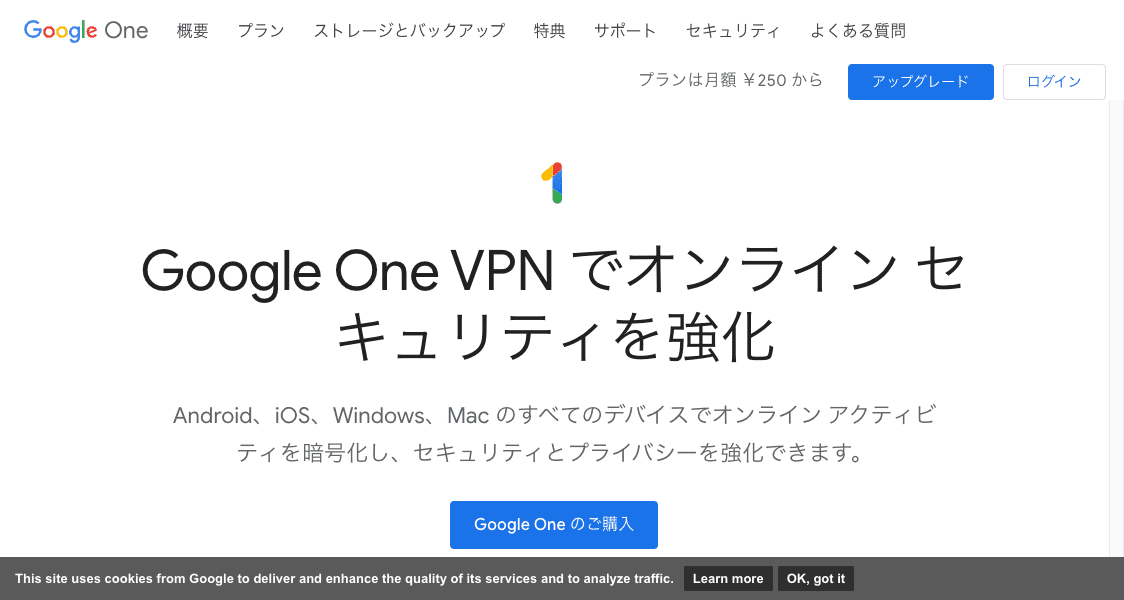 Google One 概要 プラン ストレージとバックアップ 特典 サポート セキュリティ よくある質問
プランは月額 ￥250 から アップグレード ログイン
Google One VPN でオンライン セ
キュリティを強化
Android、iOS、Windows、Mac のすべてのデバイスでオンライン アクティビ
ティを暗号化し、セキュリティとプライバシーを強化できます。
Google One のご購入
This site uses cookies from Google to deliver and enhance the quality of its services and to analyze traffic. Learn more OK, got it